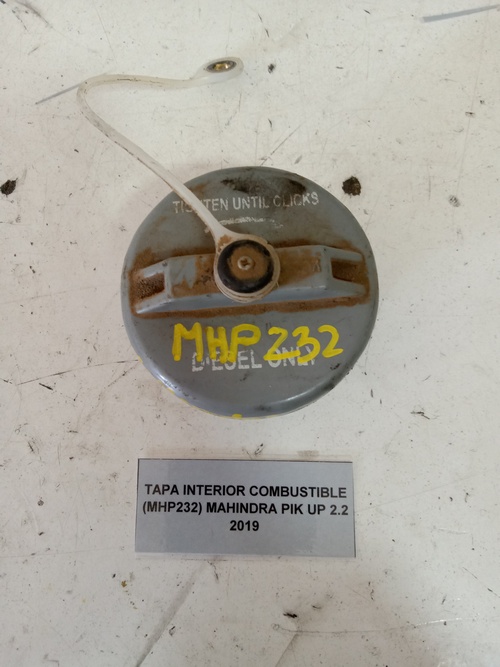 TIGHTEN UNTIL CLICKS
MHP232
DIESEL ONLY
TAPA INTERIOR COMBUSTIBLE
(MHP232) MAHINDRA PIK UP 2.2
2019